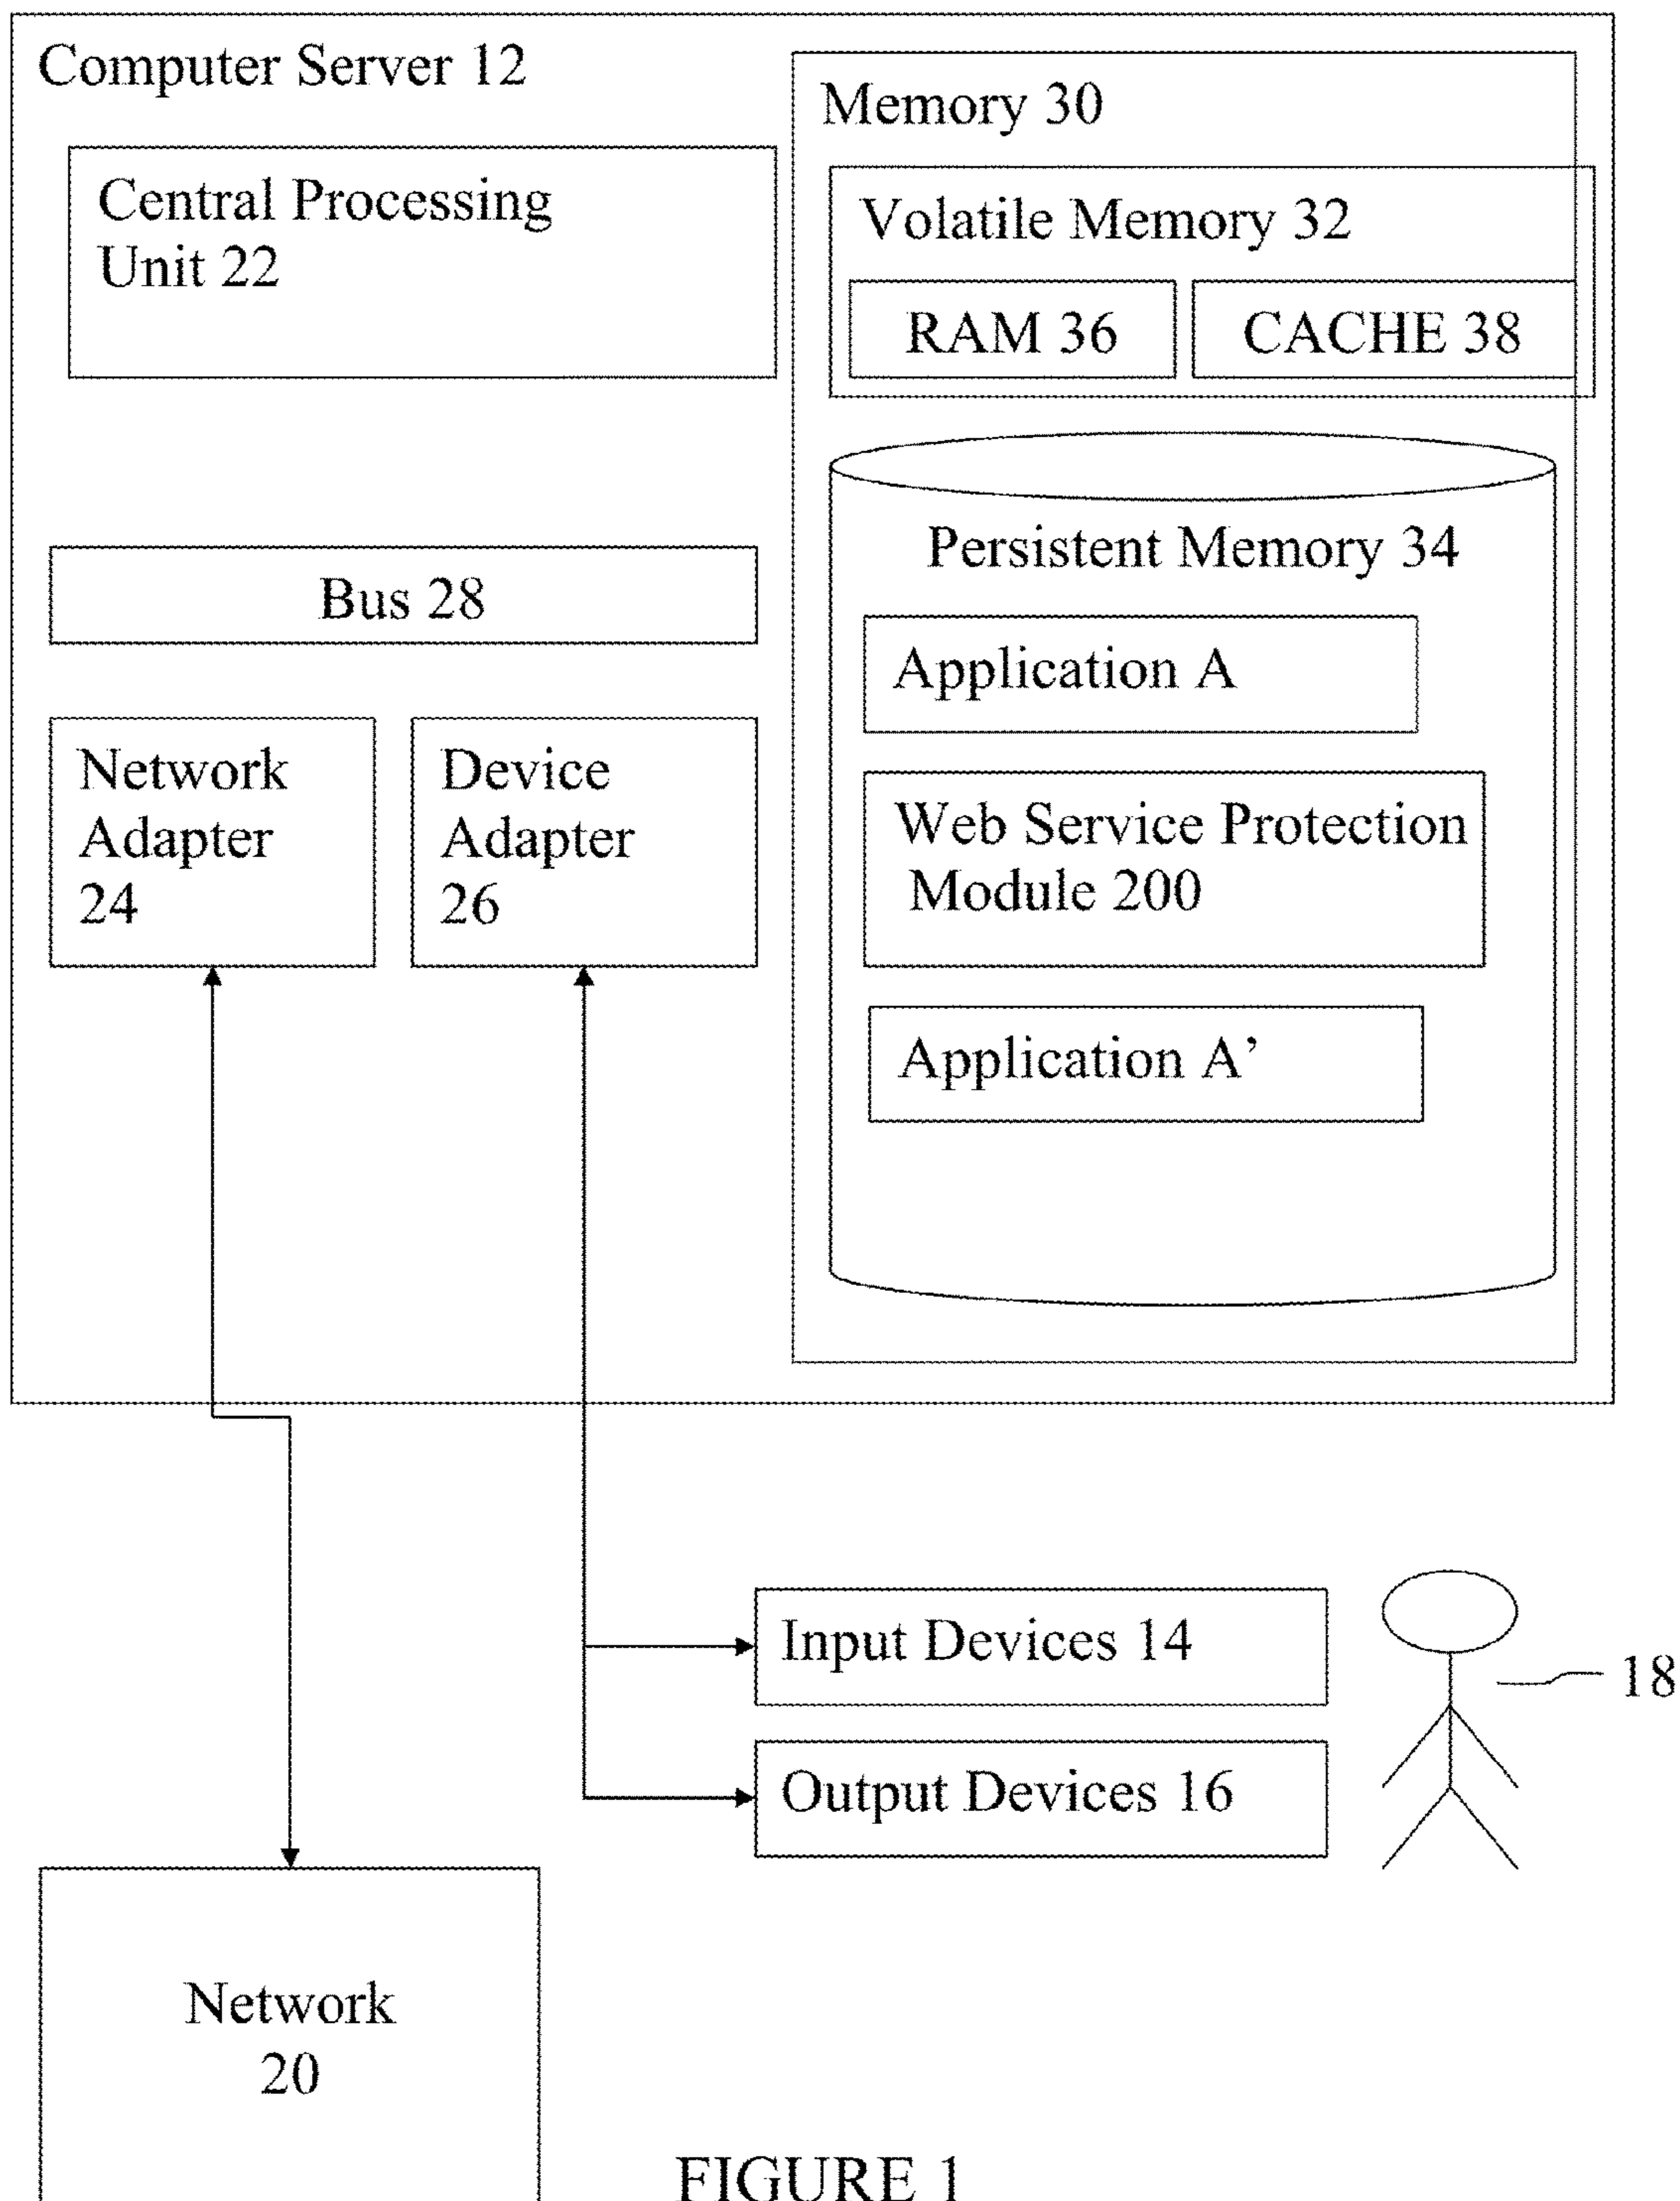 Computer Server 12
Central Processing
Unit 22
Bus 28
Network
Adapter
24
Device
Adapter
26
Memory 30
Volatile Memory 32
RAM 36
CACHE 38
Persistent Memory 34
Application A
Web Service Protection
Module 200
Application A’
Input Devices 14
Output Devices 16
18
Network
20
FIGURE 1